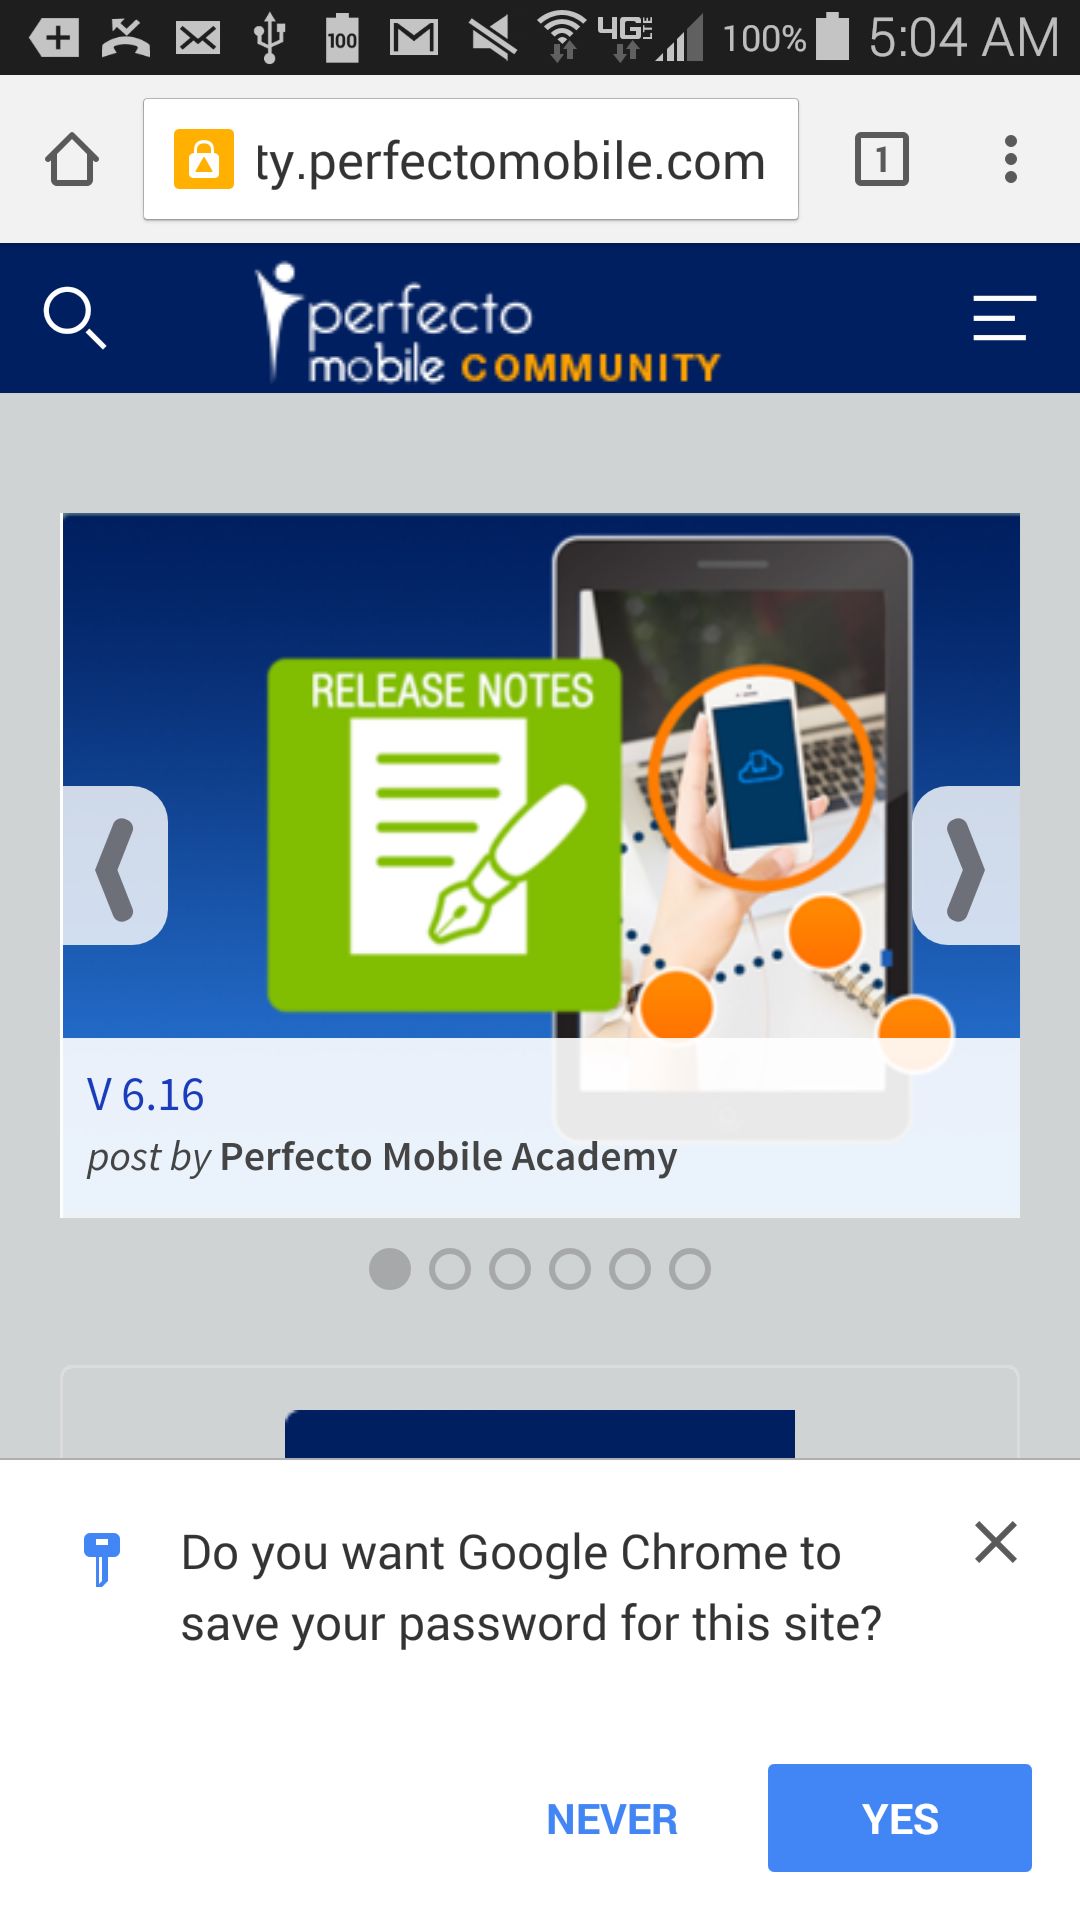 100 4G LTE 100% 5:04 AM
ty.perfectomobile.com 1
perfecto
mobile COMMUNITY
RELEASE NOTES
V 6.16
post by Perfecto Mobile Academy
Do you want Google Chrome to
save your password for this site?
NEVER YES